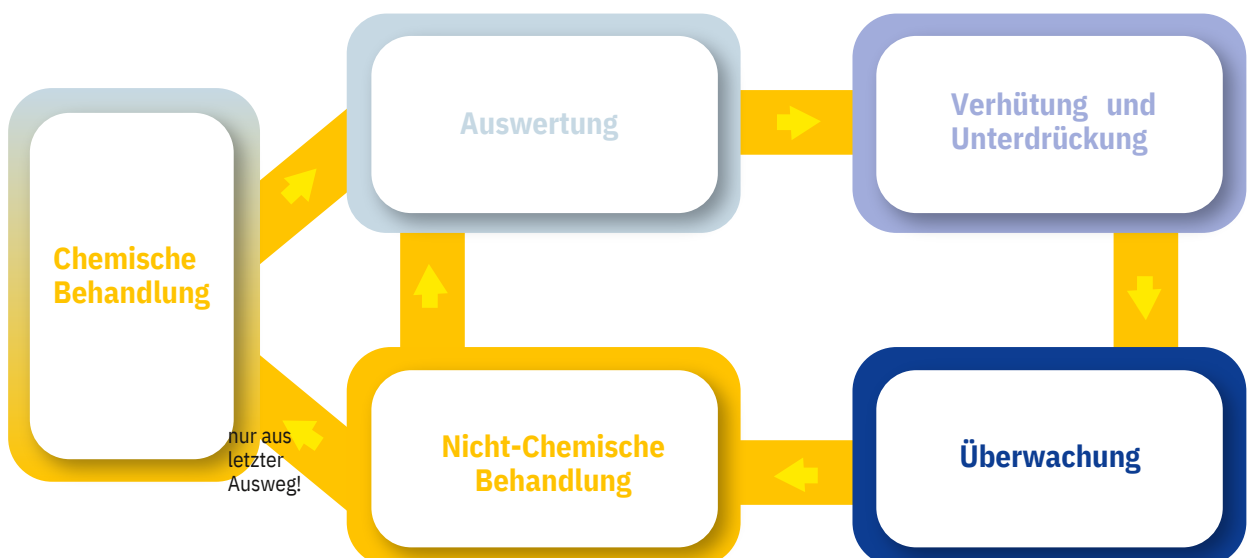 Auswertung
Verhütung und
Unterdrückung
Chemische
Behandlung
nur aus
letzter
Ausweg!
Nicht-Chemische
Behandlung
Überwachung